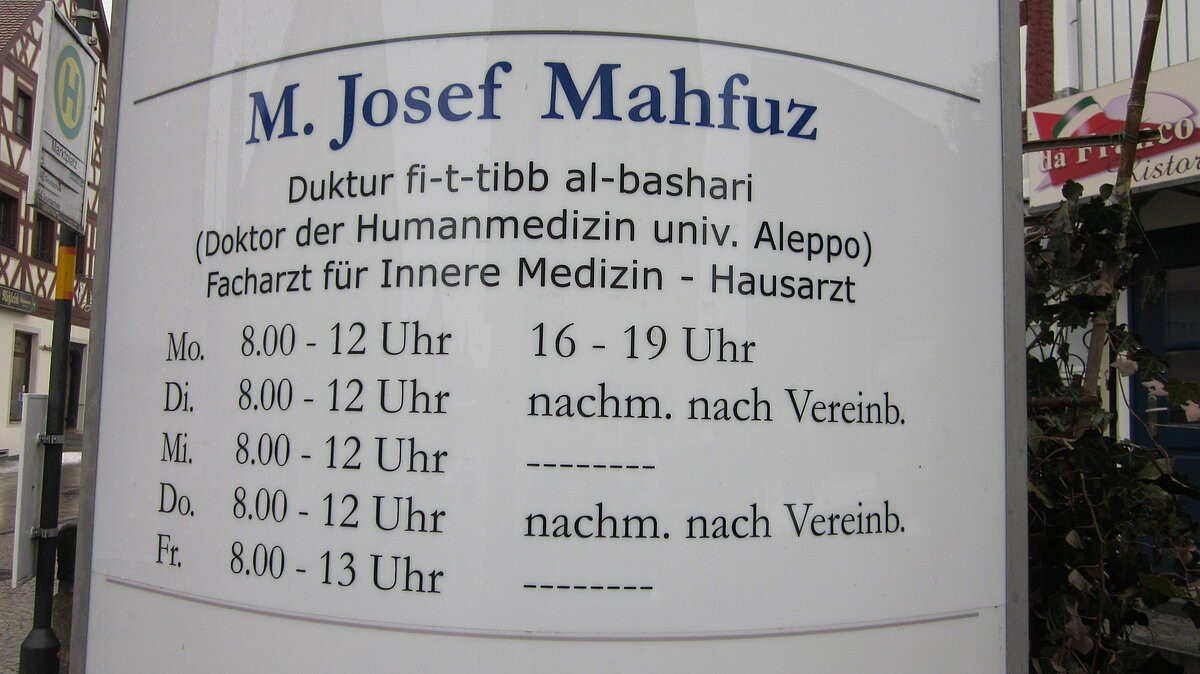 M. Josef Mahfuz
Duktur fi-t-tibb al-bashari
(Doktor der Humanmedizin univ. Aleppo)
Facharzt für Innere Medizin - Hausarzt
Mo. 8.00 - 12 Uhr 16 - 19 Uhr
Di. 8.00 - 12 Uhr nachm. nach Vereinb.
Mi. 8.00 - 12 Uhr --------
Do. 8.00 - 12 Uhr nachm. nach Vereinb.
Fr. 8.00 - 13 Uhr --------
H
Marktplatz
da Franco
Ristor